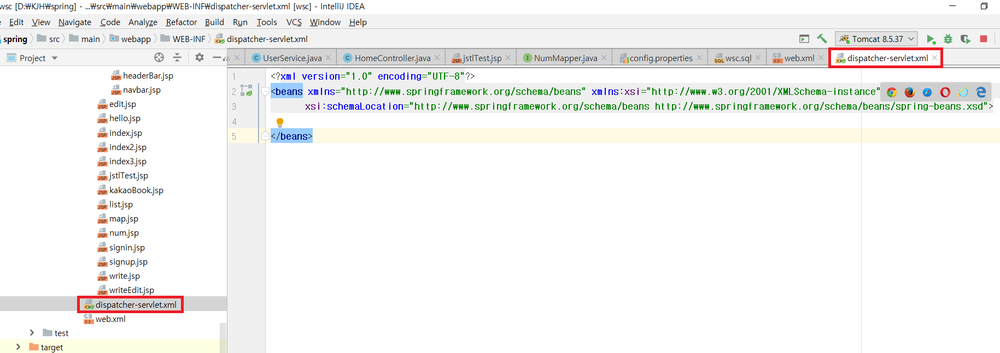 wsc [D:₩KJH₩spring] - ...₩src₩main₩webapp₩WEB-INF₩dispatcher-servlet.xml [wsc] - IntelliJ IDEA
Edit View Navigate Code Analyze Refactor Build Run Tools VCS Window Help
spring src main webapp WEB-INF dispatcher-servlet.xml Tomcat 8.5.37
Project va UserService.java HomeController.java jstlTest.jsp NumMapper.java config.properties wsc.sql web.xml dispatcher-servlet.xml
headerBar.jsp
navbar.jsp
edit.jsp
hello.jsp
index.jsp
index2.jsp
index3.jsp
jstlTest.jsp
kakaoBook.jsp
list.jsp
map.jsp
num.jsp
signin.jsp
signup.jsp
write.jsp
writeEdit.jsp
dispatcher-servlet.xml
web.xml
test
target
1 <?xml version="1.0" encoding="UTF-8"?>
2 <beans xmlns="http://www.springframework.org/schema/beans" xmlns:xsi="http://www.w3.org/2001/XMLSchema-instance"
3 xsi:schemaLocation="http://www.springframework.org/schema/beans http://www.springframework.org/schema/beans/spring-beans.xsd">
4
5 </beans>